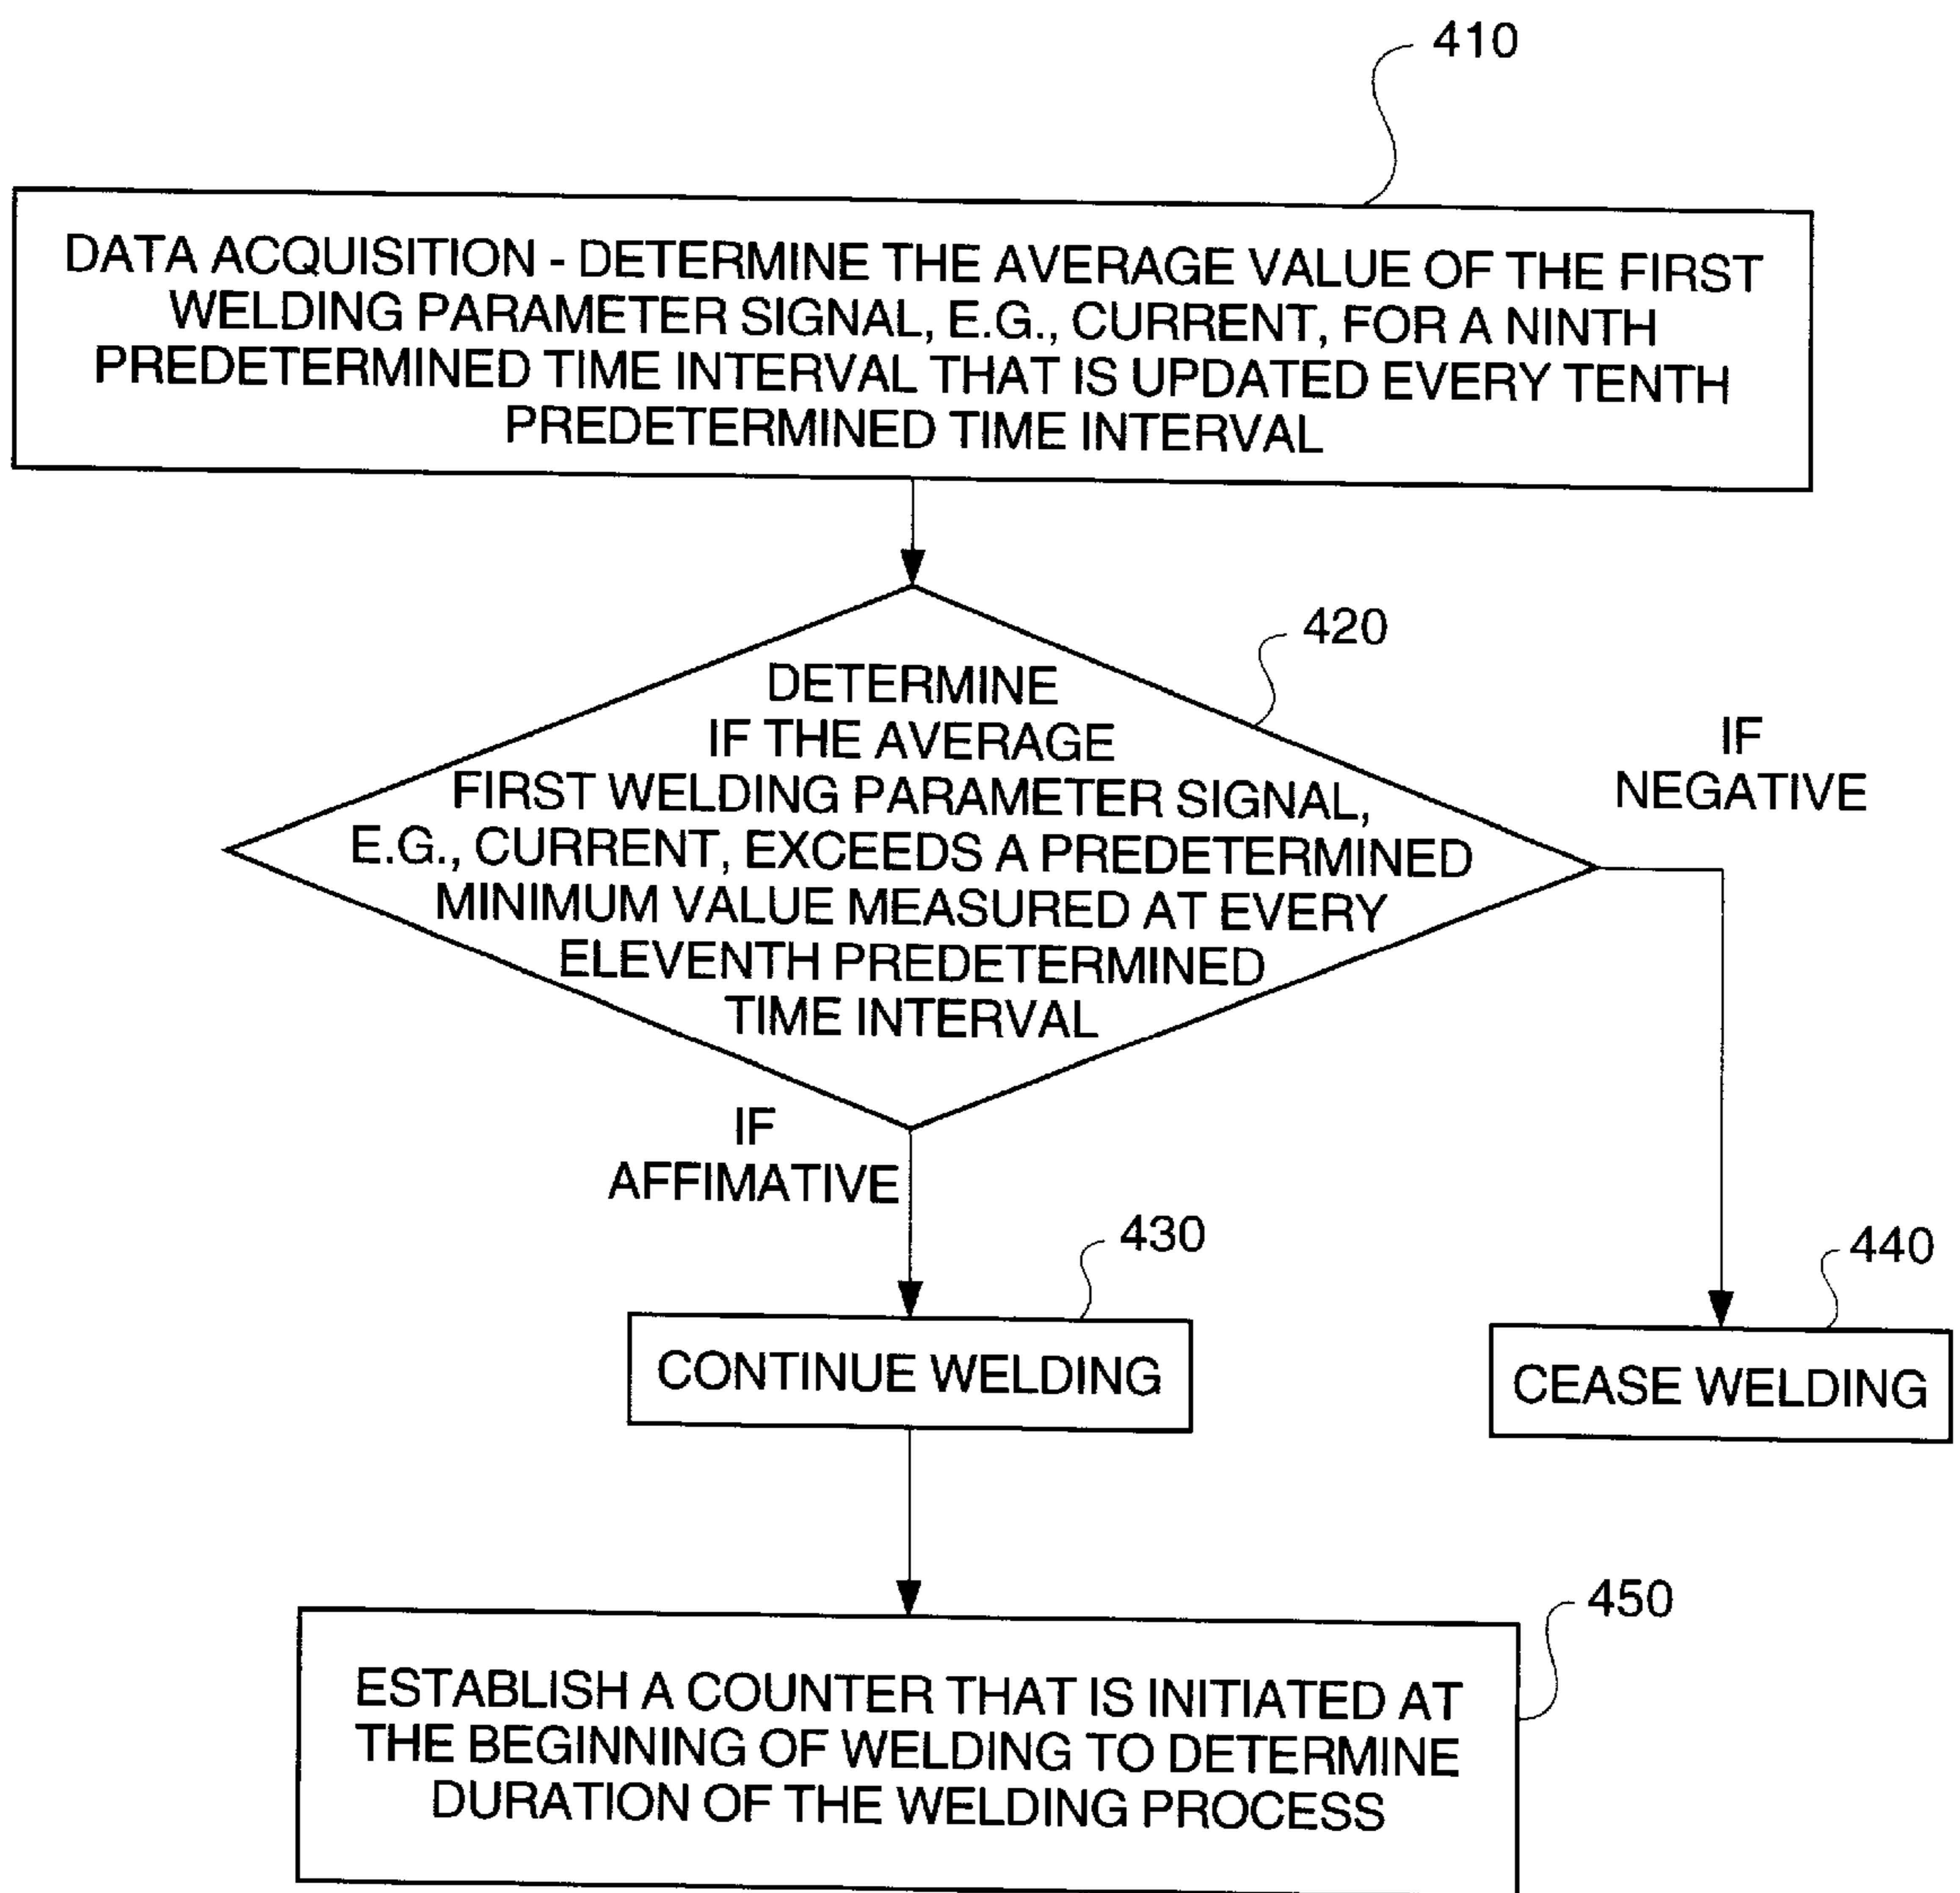 410
DATA ACQUISITION - DETERMINE THE AVERAGE VALUE OF THE FIRST
WELDING PARAMETER SIGNAL, E.G., CURRENT, FOR A NINTH
PREDETERMINED TIME INTERVAL THAT IS UPDATED EVERY TENTH
PREDETERMINED TIME INTERVAL
420
DETERMINE
IF THE AVERAGE
FIRST WELDING PARAMETER SIGNAL,
E.G., CURRENT, EXCEEDS A PREDETERMINED
MINIMUM VALUE MEASURED AT EVERY
ELEVENTH PREDETERMINED
TIME INTERVAL
IF
NEGATIVE
IF
AFFIMATIVE
430
CONTINUE WELDING
440
CEASE WELDING
450
ESTABLISH A COUNTER THAT IS INITIATED AT
THE BEGINNING OF WELDING TO DETERMINE
DURATION OF THE WELDING PROCESS